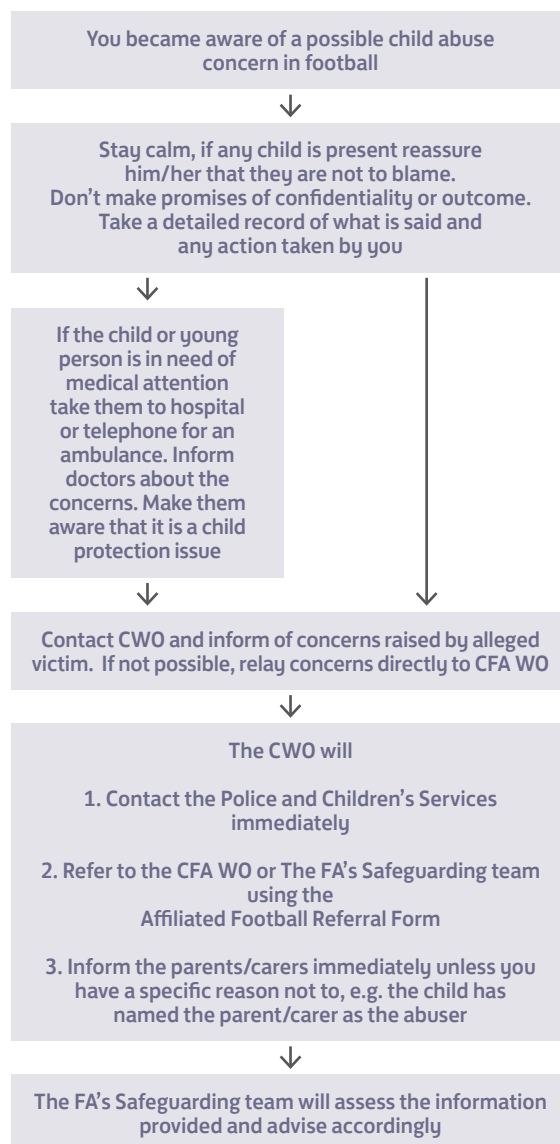 You became aware of a possible child abuse
concern in football
Stay calm, if any child is present reassure
him/her that they are not to blame.
Don't make promises of confidentiality or outcome.
Take a detailed record of what is said and
any action taken by you
If the child or young
person is in need of
medical attention
take them to hospital
or telephone for an
ambulance. Inform
doctors about the
concerns. Make them
aware that it is a child
protection issue
Contact CWO and inform of concerns raised by alleged
victim. If not possible, relay concerns directly to CFA WO
The CWO will
1. Contact the Police and Children's Services
immediately
2. Refer to the CFA WO or The FA's Safeguarding team
using the
Affiliated Football Referral Form
3. Inform the parents/carers immediately unless you
have a specific reason not to, e.g. the child has
named the parent/carer as the abuser
The FA's Safeguarding team will assess the information
provided and advise accordingly